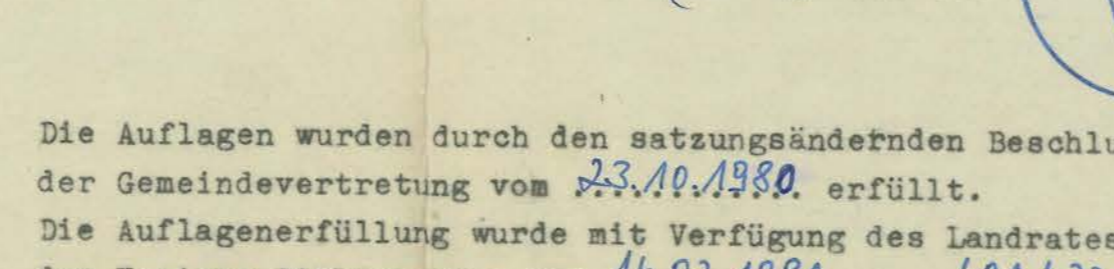 Die Auflagen wurden durch den satzungsändernden Beschlu
der Gemeindevertretung vom 23.10.1980 erfüllt.
Die Auflagenerfüllung wurde mit Verfügung des Landrates